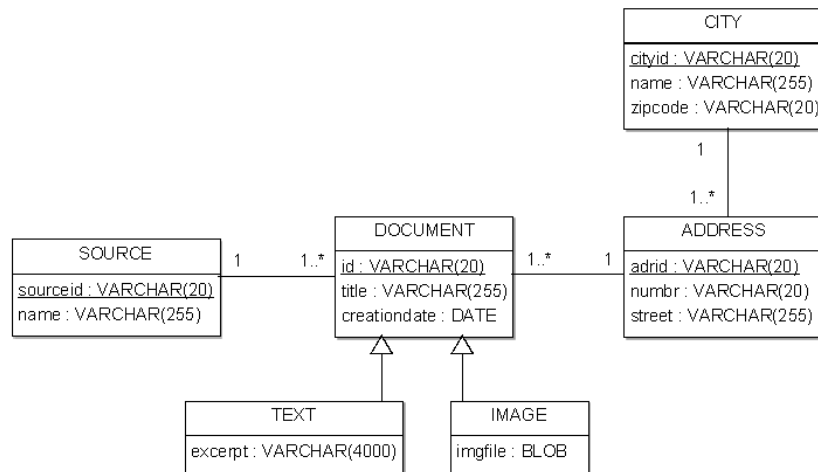 CITY
cityid : VARCHAR(20)
name : VARCHAR(255)
zipcode : VARCHAR(20)
1
1..*
SOURCE
sourceid : VARCHAR(20)
name : VARCHAR(255)
1
1..*
DOCUMENT
id : VARCHAR(20)
title : VARCHAR(255)
creationdate : DATE
1..*
1
ADDRESS
adrid : VARCHAR(20)
numbr : VARCHAR(20)
street : VARCHAR(255)
TEXT
excerpt : VARCHAR(4000)
IMAGE
imgfile : BLOB